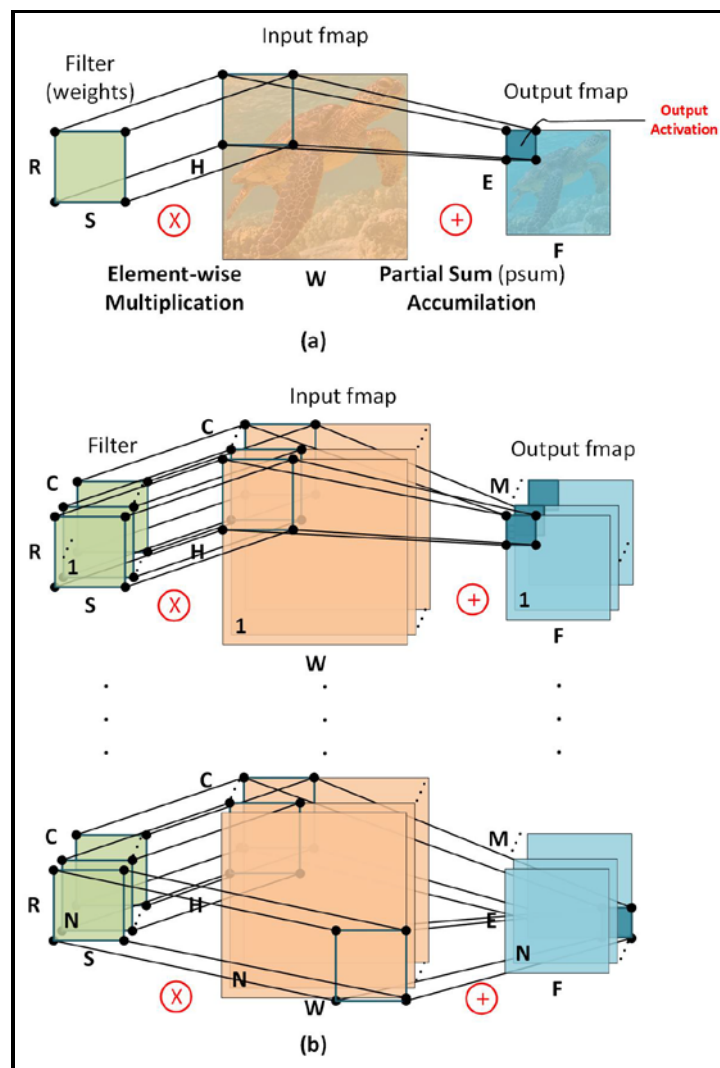 Input fmap
Filter
(weights)
Output fmap
Output
Activation
R
H
E
S
X
+
F
W
Element-wise
Multiplication
Partial Sum (psum)
Accumilation
(a)
Input fmap
C
Filter
Output fmap
C
M
R
H
1
1
1
S
X
+
F
W
C
C
M
R
N
H
E
S
N
N
X
W
+
F
(b)